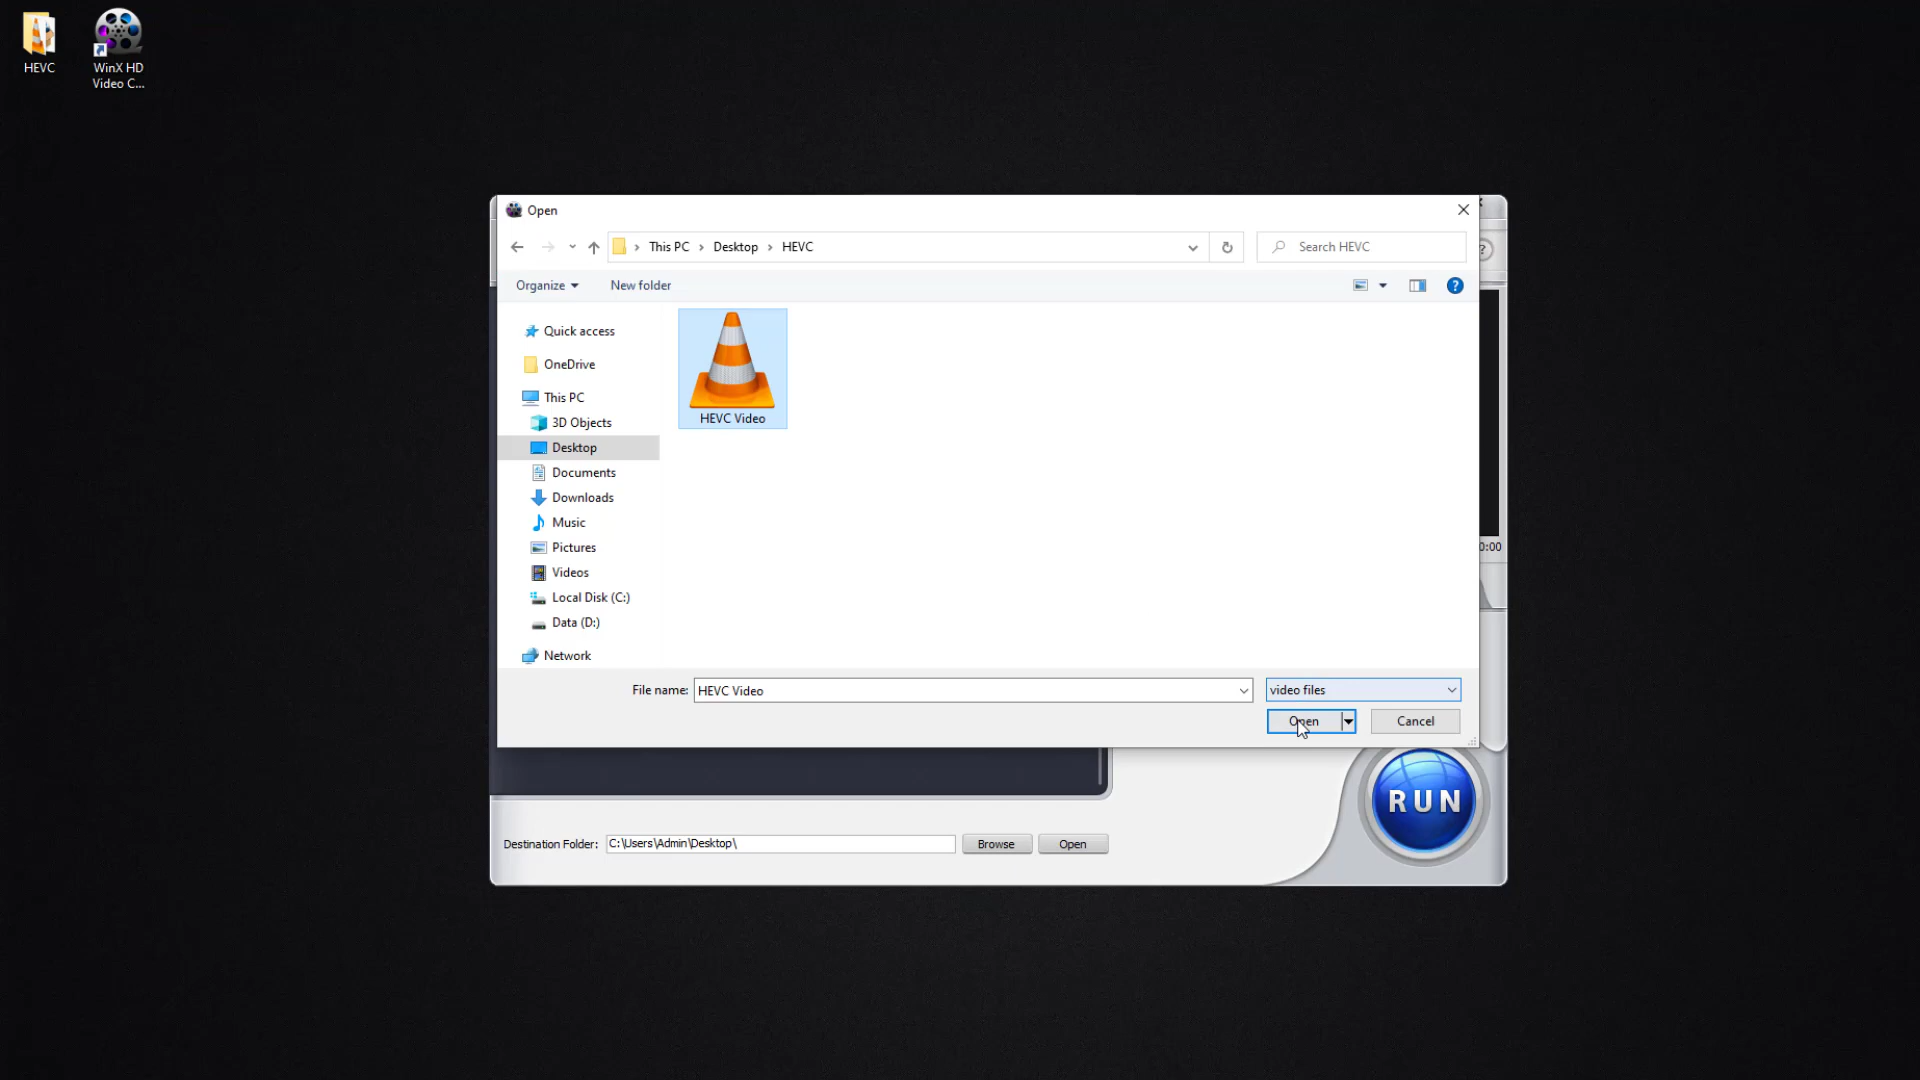 HEVC
WinX HD
Video C...
Open
This PC
Desktop
HEVC
Search HEVC
Organize
New folder
?
?
Quick access
OneDrive
This PC
3D Objects
Desktop
Documents
Downloads
Music
Pictures
Videos
Local Disk (C:)
Data (D:)
Network
HEVC Video
0:00
File name:
HEVC Video
video files
Open
Cancel
RUN
Destination Folder:
C:\Users\Admin\Desktop\
Browse
Open